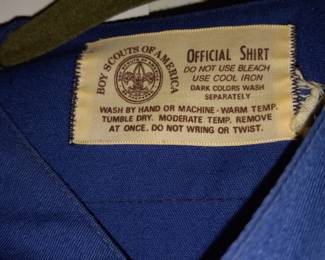 BOY SCOUTS OF AMERICA
OFFICIAL SHIRT
DO NOT USE BLEACH
USE COOL IRON
DARK COLORS WASH
SEPARATELY
WASH BY HAND OR MACHINE-WARM TEMP.
TUMBLE DRY. MODERATE TEMP. REMOVE
AT ONCE. DO NOT WRING OR TWIST.